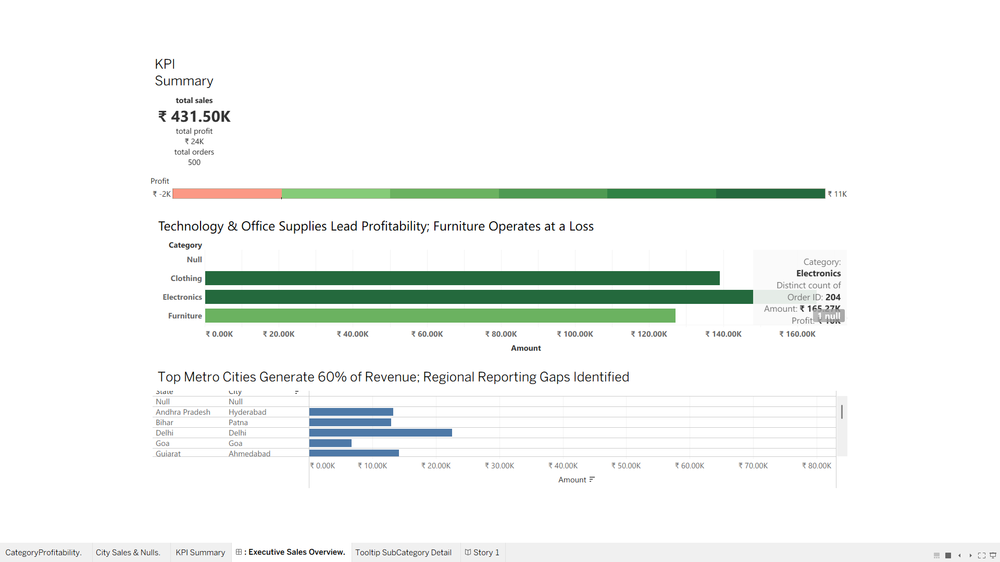 KPI
Summary
total sales
₹ 431.50K
total profit
₹ 24K
total orders
500
Profit
₹ -2K
₹ 11K
Technology & Office Supplies Lead Profitability; Furniture Operates at a Loss
Category
Null
Clothing
Electronics
Furniture
Category:
Electronics
Distinct count of
Order ID: 204
Amount: ₹ 165.27K
Profit: ₹ 10K
1 null
₹ 0.00K ₹ 20.00K ₹ 40.00K ₹ 60.00K ₹ 80.00K ₹ 100.00K ₹ 120.00K ₹ 140.00K ₹ 160.00K
Amount
Top Metro Cities Generate 60% of Revenue; Regional Reporting Gaps Identified
State City
Null Null
Andhra Pradesh Hyderabad
Bihar Patna
Delhi Delhi
Goa Goa
Gujarat Ahmedabad
₹ 0.00K ₹ 10.00K ₹ 20.00K ₹ 30.00K ₹ 40.00K ₹ 50.00K ₹ 60.00K ₹ 70.00K ₹ 80.00K
Amount
CategoryProfitability. City Sales & Nulls. KPI Summary : Executive Sales Overview. Tooltip SubCategory Detail Story 1